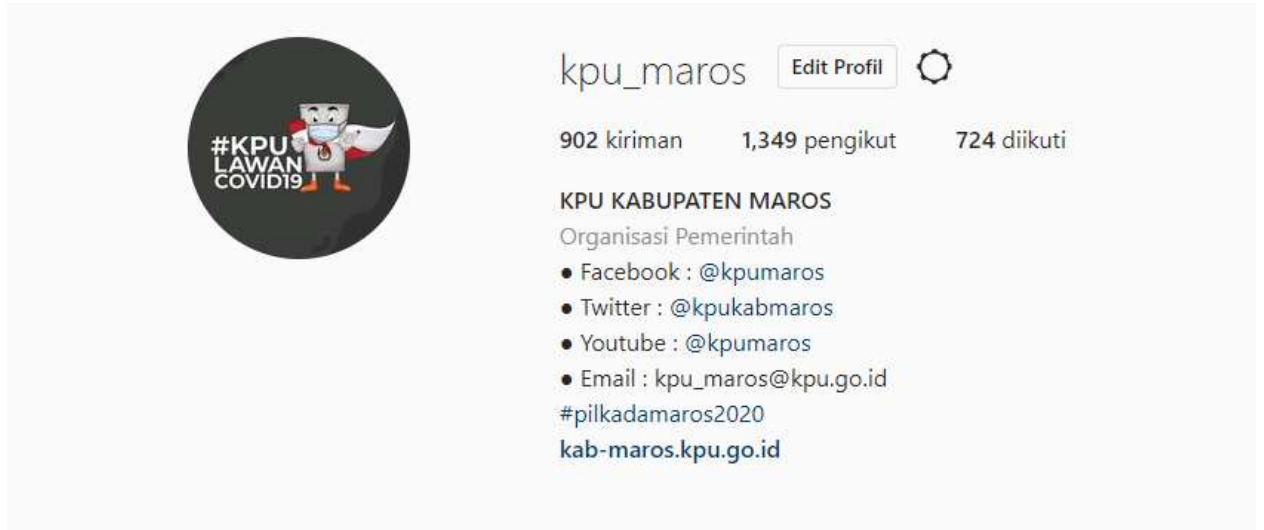 #KPU
LAWAN
COVID19
kpu_maros Edit Profil
902 kiriman 1,349 pengikut 724 diikuti
KPU KABUPATEN MAROS
Organisasi Pemerintah
● Facebook : @kpumaros
● Twitter : @kpukabmaros
● Youtube : @kpumaros
● Email : kpu_maros@kpu.go.id
#pilkadamaros2020
kab-maros.kpu.go.id